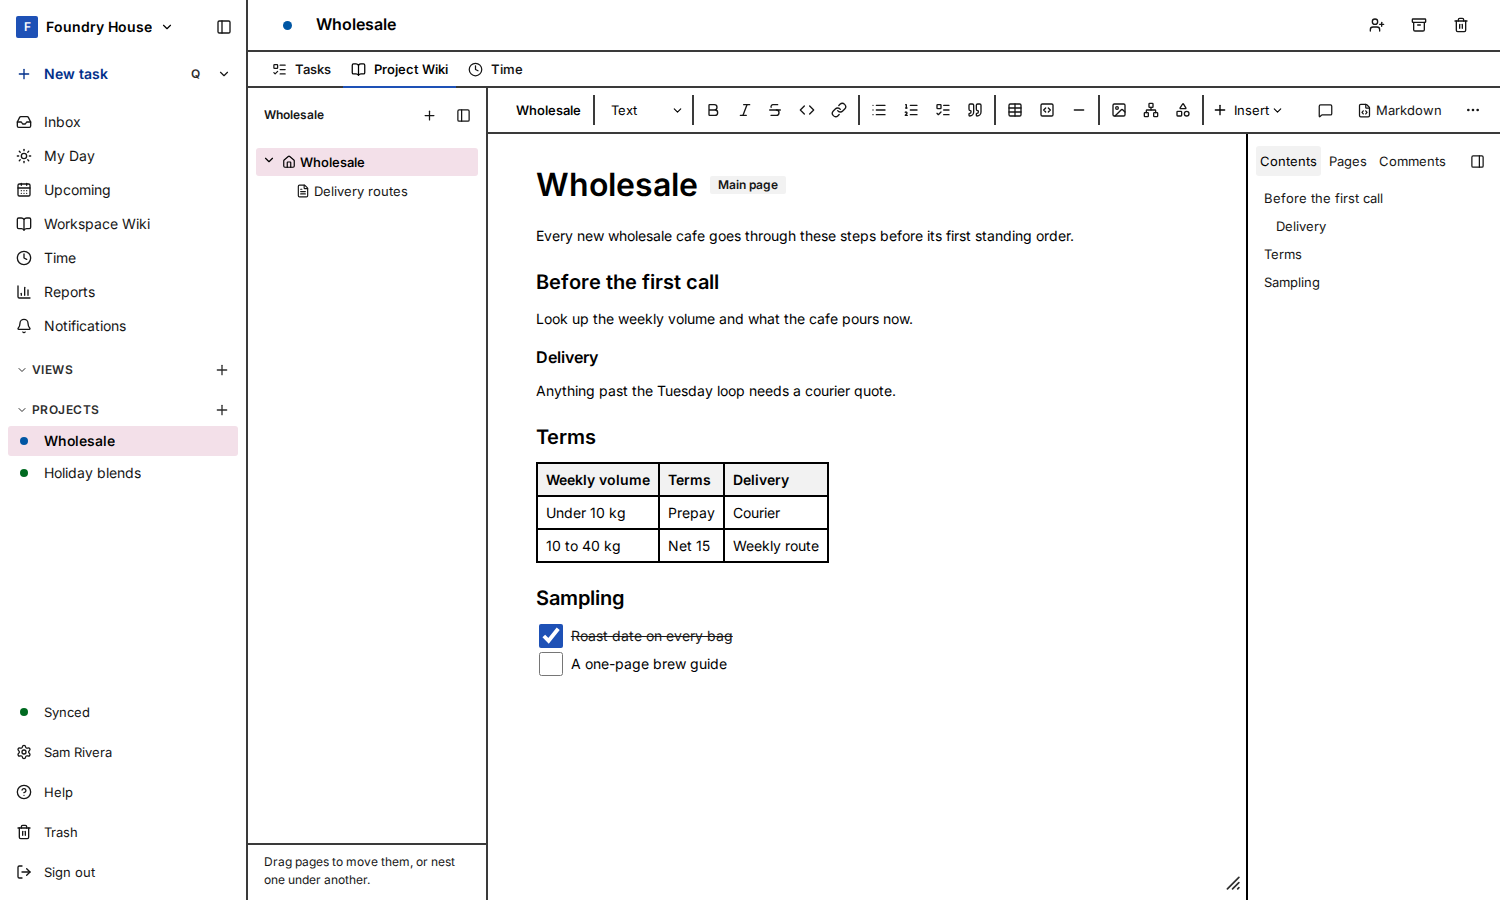 F Foundry House
New task Q
Inbox
My Day
Upcoming
Workspace Wiki
Time
Reports
Notifications
VIEWS
PROJECTS
Wholesale
Holiday blends
Synced
Sam Rivera
Help
Trash
Sign out
Wholesale
Tasks Project Wiki Time
Wholesale
Wholesale
Delivery routes
Drag pages to move them, or nest
one under another.
Wholesale Text Insert Markdown
Wholesale Main page
Every new wholesale cafe goes through these steps before its first standing order.
Before the first call
Look up the weekly volume and what the cafe pours now.
Delivery
Anything past the Tuesday loop needs a courier quote.
Terms
Weekly volume Terms Delivery
Under 10 kg Prepay Courier
10 to 40 kg Net 15 Weekly route
Sampling
Roast date on every bag
A one-page brew guide
Contents Pages Comments
Before the first call
Delivery
Terms
Sampling